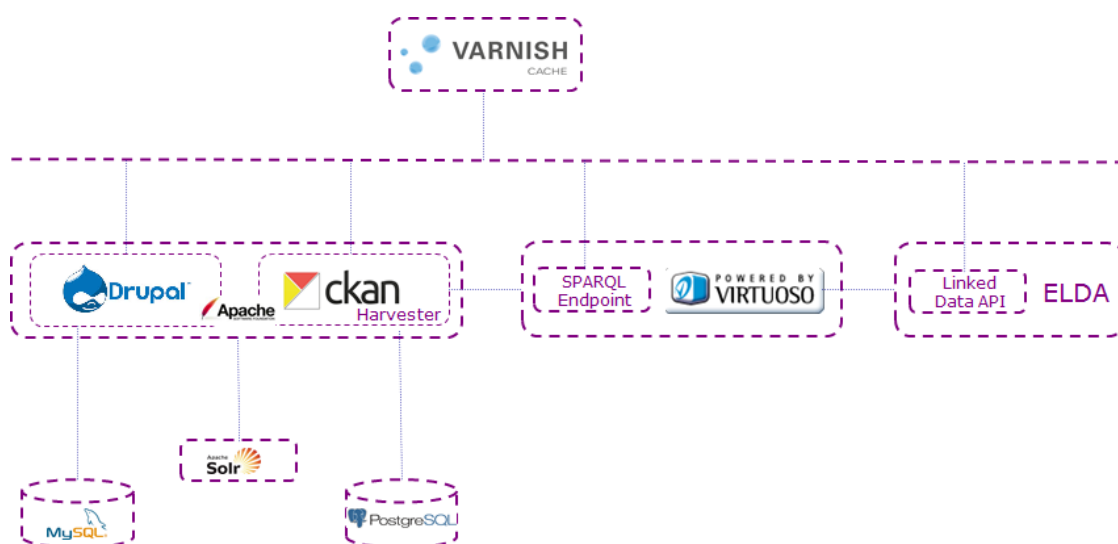 VARNISH
CACHE
Drupal
Apache
ckan
Harvester
SPARQL
Endpoint
POWERED BY
VIRTUOSO
Linked
Data API
ELDA
Apache
Solr
MySQL
PostgreSQL